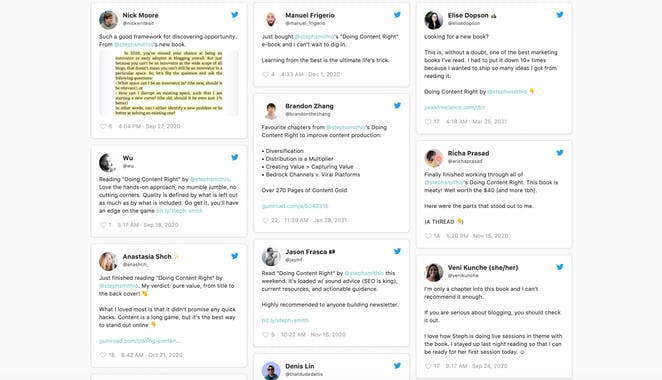 Nick Moore
@nickwritesit
Such a good framework for discovering opportunity.
From @stephsmithio's new book.
In 2020, you've missed your chance at being an
innovator or early adopter as blogging overall. But just
because you can't be an innovator in the wide scale of all
blogs, that doesn't mean you can't still be an innovator in a
particular space. So, let's flip the question and ask the
following questions:
- What space can I be an innovator in? (the new, should
be relevant), or
- How can I disrupt an existing space, such that I am
starting a new curve? (the old, should be even just 1%
better)
In other words, can I either identify a new problem or be
better at solving an existing one?
6 4:04 PM · Sep 27, 2020
Wu
@wu
Reading "Doing Content Right" by @stephsmithio.
Love the hands-on approach, no mumble jumble, no
cutting corners. Quality is defined by what is left out
as much as by what is included. Go get it, you'll have
an edge on the game bit.ly/steph-smith
1 5:17 AM · Sep 18, 2020
Anastasia Shch ✨
@anashch_
Just finished reading "Doing Content Right" by
@stephsmithio. My verdict: pure value, from title to
the back cover!
What I loved most is that it didn't promise any quick
hacks. Content is a long game, but it's the best way
to stand out online 👇
gumroad.com/l/doing-conten...
18 6:42 AM · Oct 21, 2020
Manuel Frigerio
@manuel_frigerio
Just bought @stephsmithio's "Doing Content Right"
e-book and I can't wait to dig in.
Learning from the best is the ultimate life's trick.
4 4:33 AM · Dec 1, 2020
Brandon Zhang
@brandonthezhang
Favourite chapters from @stephsmithio's Doing
Content Right to improve content production:
• Diversification
• Distribution is a Multiplier
• Creating Value > Capturing Value
• Bedrock Channels v. Viral Platforms
Over 270 Pages of Content Gold
gumroad.com/a/5043315
22 11:39 AM · Jan 28, 2021
Jason Frasca
@jaymf
Read "Doing Content Right" by @stephsmithio this
weekend. It's loaded w/ sound advice (SEO is king),
current resources, and actionable guidance.
Highly recommended to anyone building newsletter.
bit.ly/steph-smith
5 10:22 AM · Nov 16, 2020
Denis Lin
@thatdudedenis
Elise Dopson
@elisedopson
Looking for a new book?
This is, without a doubt, one of the best marketing
books I've read. I had to put it down 10+ times
because I wanted to ship so many ideas I got from
reading it.
Doing Content Right by @stephsmithio 👇
peakfreelance.com/dcr
17 4:18 AM · Mar 25, 2021
Richa Prasad
@arichaprasad
Finally finished working through all of
@stephsmithio's Doing Content Right. This book is
meaty! Well worth the $40 (and more tbh).
Here were the parts that stood out to me.
(A THREAD 👇)
14 5:20 PM · Nov 15, 2020
Veni Kunche (she/her)
@venikunche
I'm only a chapter into this book and I can't
recommend it enough.
If you are serious about blogging, you should check
it out.
I love how Steph is doing live sessions in theme with
the book. I stayed up last night reading so that I can
be ready for her first session today.
17 9:17 AM · Sep 24, 2020